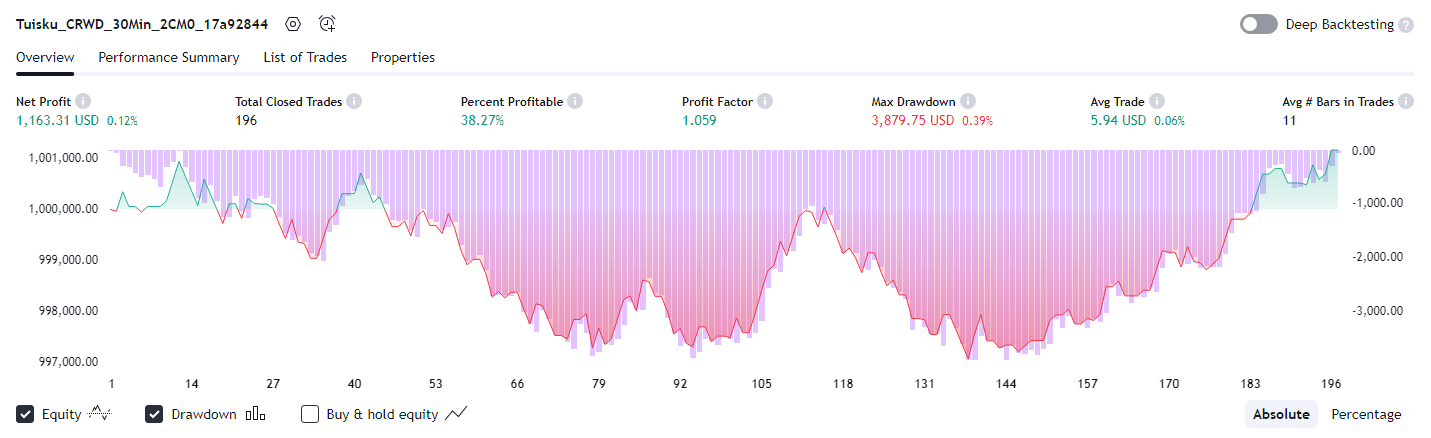 Tuisku_CRWD_30Min_2CM0_17a92844 Deep Backtesting ?
Overview Performance Summary List of Trades Properties
Net Profit i Total Closed Trades i Percent Profitable i Profit Factor i Max Drawdown i Avg Trade i Avg # Bars in Trades i
1,163.31 USD 0.12% 196 38.27% 1.059 3,879.75 USD 0.39% 5.94 USD 0.06% 11
1,001,000.00 0.00
1,000,000.00 -1,000.00
999,000.00 -2,000.00
998,000.00 -3,000.00
997,000.00
1 14 27 40 53 66 79 92 105 118 131 144 157 170 183 196
Equity Drawdown Buy & hold equity Absolute Percentage